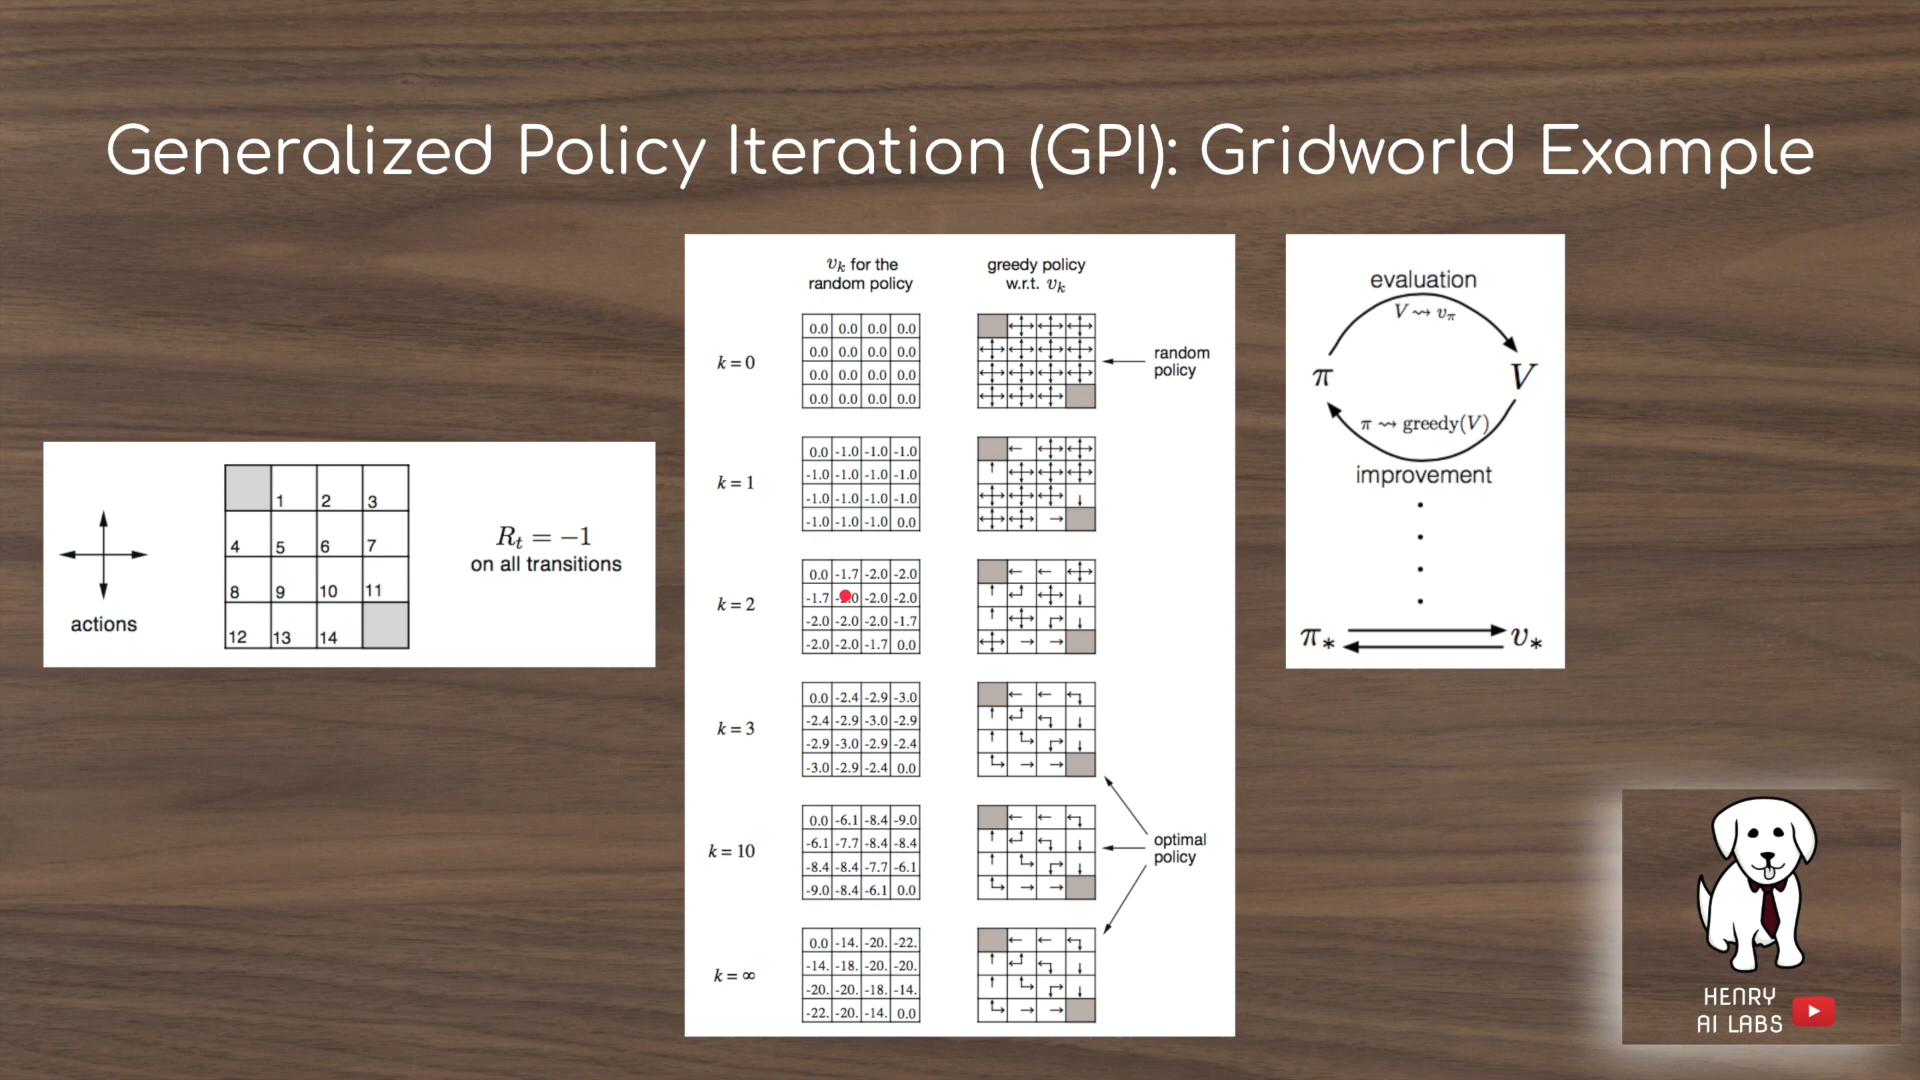 Generalized Policy Iteration (GPI): Gridworld Example
actions
1 2 3
4 5 6 7
8 9 10 11
12 13 14
R_t = −1
on all transitions
v_k for the
random policy
greedy policy
w.r.t. v_k
k = 0
0.0 0.0 0.0 0.0
0.0 0.0 0.0 0.0
0.0 0.0 0.0 0.0
0.0 0.0 0.0 0.0
random
policy
k = 1
0.0 -1.0 -1.0 -1.0
-1.0 -1.0 -1.0 -1.0
-1.0 -1.0 -1.0 -1.0
-1.0 -1.0 -1.0 0.0
k = 2
0.0 -1.7 -2.0 -2.0
-1.7 -2.0 -2.0
-2.0 -2.0 -2.0 -1.7
-2.0 -2.0 -1.7 0.0
k = 3
0.0 -2.4 -2.9 -3.0
-2.4 -2.9 -3.0 -2.9
-2.9 -3.0 -2.9 -2.4
-3.0 -2.9 -2.4 0.0
k = 10
0.0 -6.1 -8.4 -9.0
-6.1 -7.7 -8.4 -8.4
-8.4 -8.4 -7.7 -6.1
-9.0 -8.4 -6.1 0.0
optimal
policy
k = ∞
0.0 -14. -20. -22.
-14. -18. -20. -20.
-20. -20. -18. -14.
-22. -20. -14. 0.0
evaluation
V ⇝ v_π
π V
π ⇝ greedy(V)
improvement
π* v*
HENRY
AI LABS